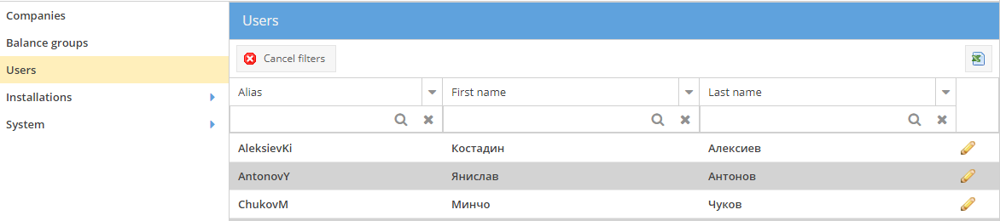 Companies
Balance groups
Users
Installations
System
Users
Cancel filters
Alias First name Last name
AleksievKi Костадин Алексиев
AntonovY Янислав Антонов
ChukovM Минчо Чуков